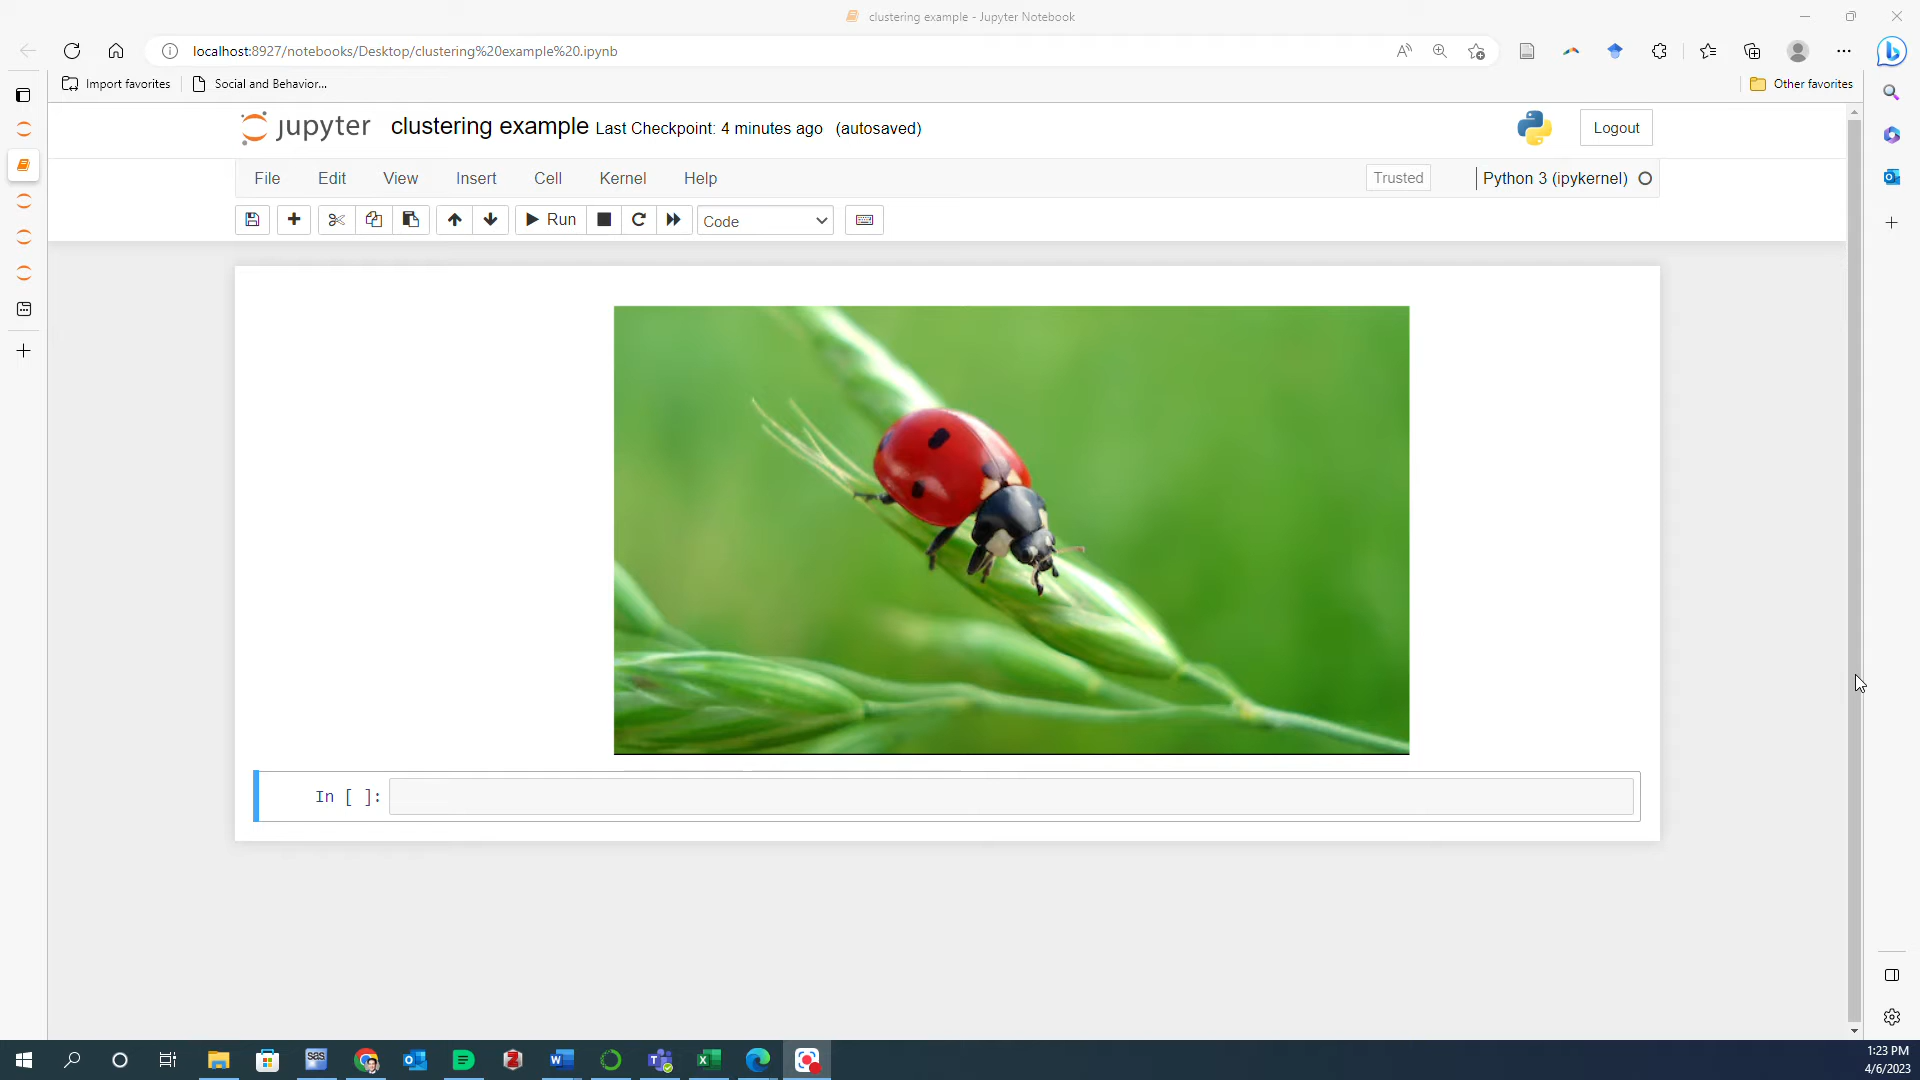 clustering example - Jupyter Notebook
localhost:8927/notebooks/Desktop/clustering%20example%20.ipynb
Import favorites
Social and Behavior...
Other favorites
jupyter clustering example Last Checkpoint: 4 minutes ago (autosaved)
Logout
File Edit View Insert Cell Kernel Help
Trusted
Python 3 (ipykernel)
Run
Code
In [ ]:
1:23 PM
4/6/2023